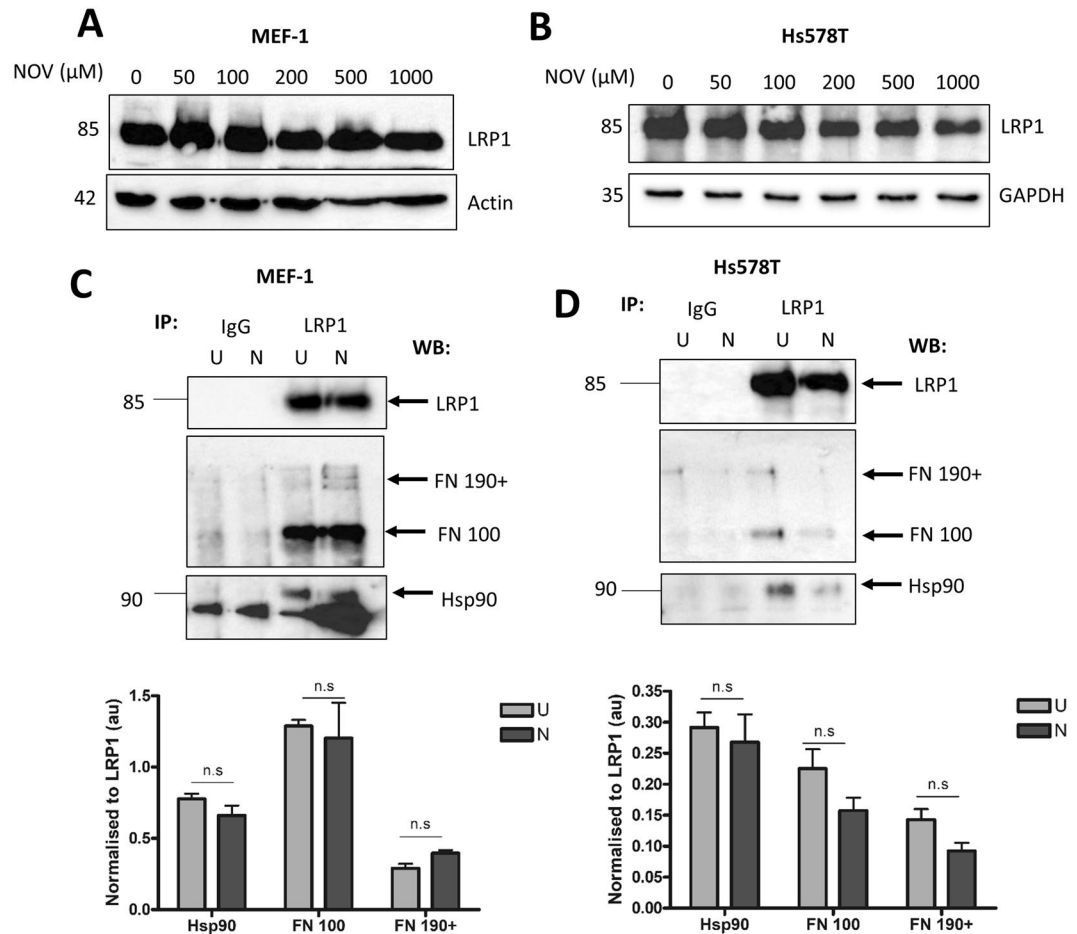 A
MEF-1
NOV (µM) 0 50 100 200 500 1000
85 LRP1
42 Actin
B
Hs578T
NOV (µM) 0 50 100 200 500 1000
85 LRP1
35 GAPDH
C
MEF-1
IP: IgG LRP1
U N U N WB:
85 LRP1
FN 190+
FN 100
90 Hsp90
Normalised to LRP1 (au)
1.5
1.0
0.5
0.0
n.s
n.s
n.s
Hsp90 FN 100 FN 190+
U
N
D
Hs578T
IP: IgG LRP1
U N U N WB:
85 LRP1
FN 190+
FN 100
90 Hsp90
Normalised to LRP1 (au)
0.35
0.30
0.25
0.20
0.15
0.10
0.05
0.00
n.s
n.s
n.s
Hsp90 FN 100 FN 190+
U
N